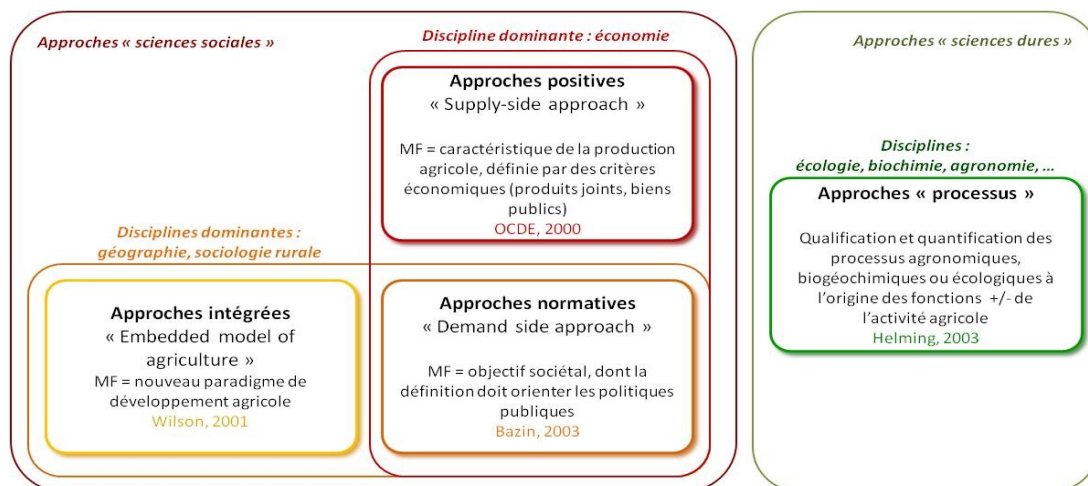 Approches « sciences sociales »
Discipline dominante : économie
Approches positives
« Supply-side approach »
MF = caractéristique de la production
agricole, définie par des critères
économiques (produits joints, biens
publics)
OCDE, 2000
Disciplines dominantes :
géographie, sociologie rurale
Approches intégrées
« Embedded model of
agriculture »
MF = nouveau paradigme de
développement agricole
Wilson, 2001
Approches normatives
« Demand side approach »
MF = objectif sociétal, dont la
définition doit orienter les politiques
publiques
Bazin, 2003
Approches « sciences dures »
Disciplines :
écologie, biochimie, agronomie, ...
Approches « processus »
Qualification et quantification des
processus agronomiques,
biogéochimiques ou écologiques à
l’origine des fonctions +/- de
l’activité agricole
Helming, 2003